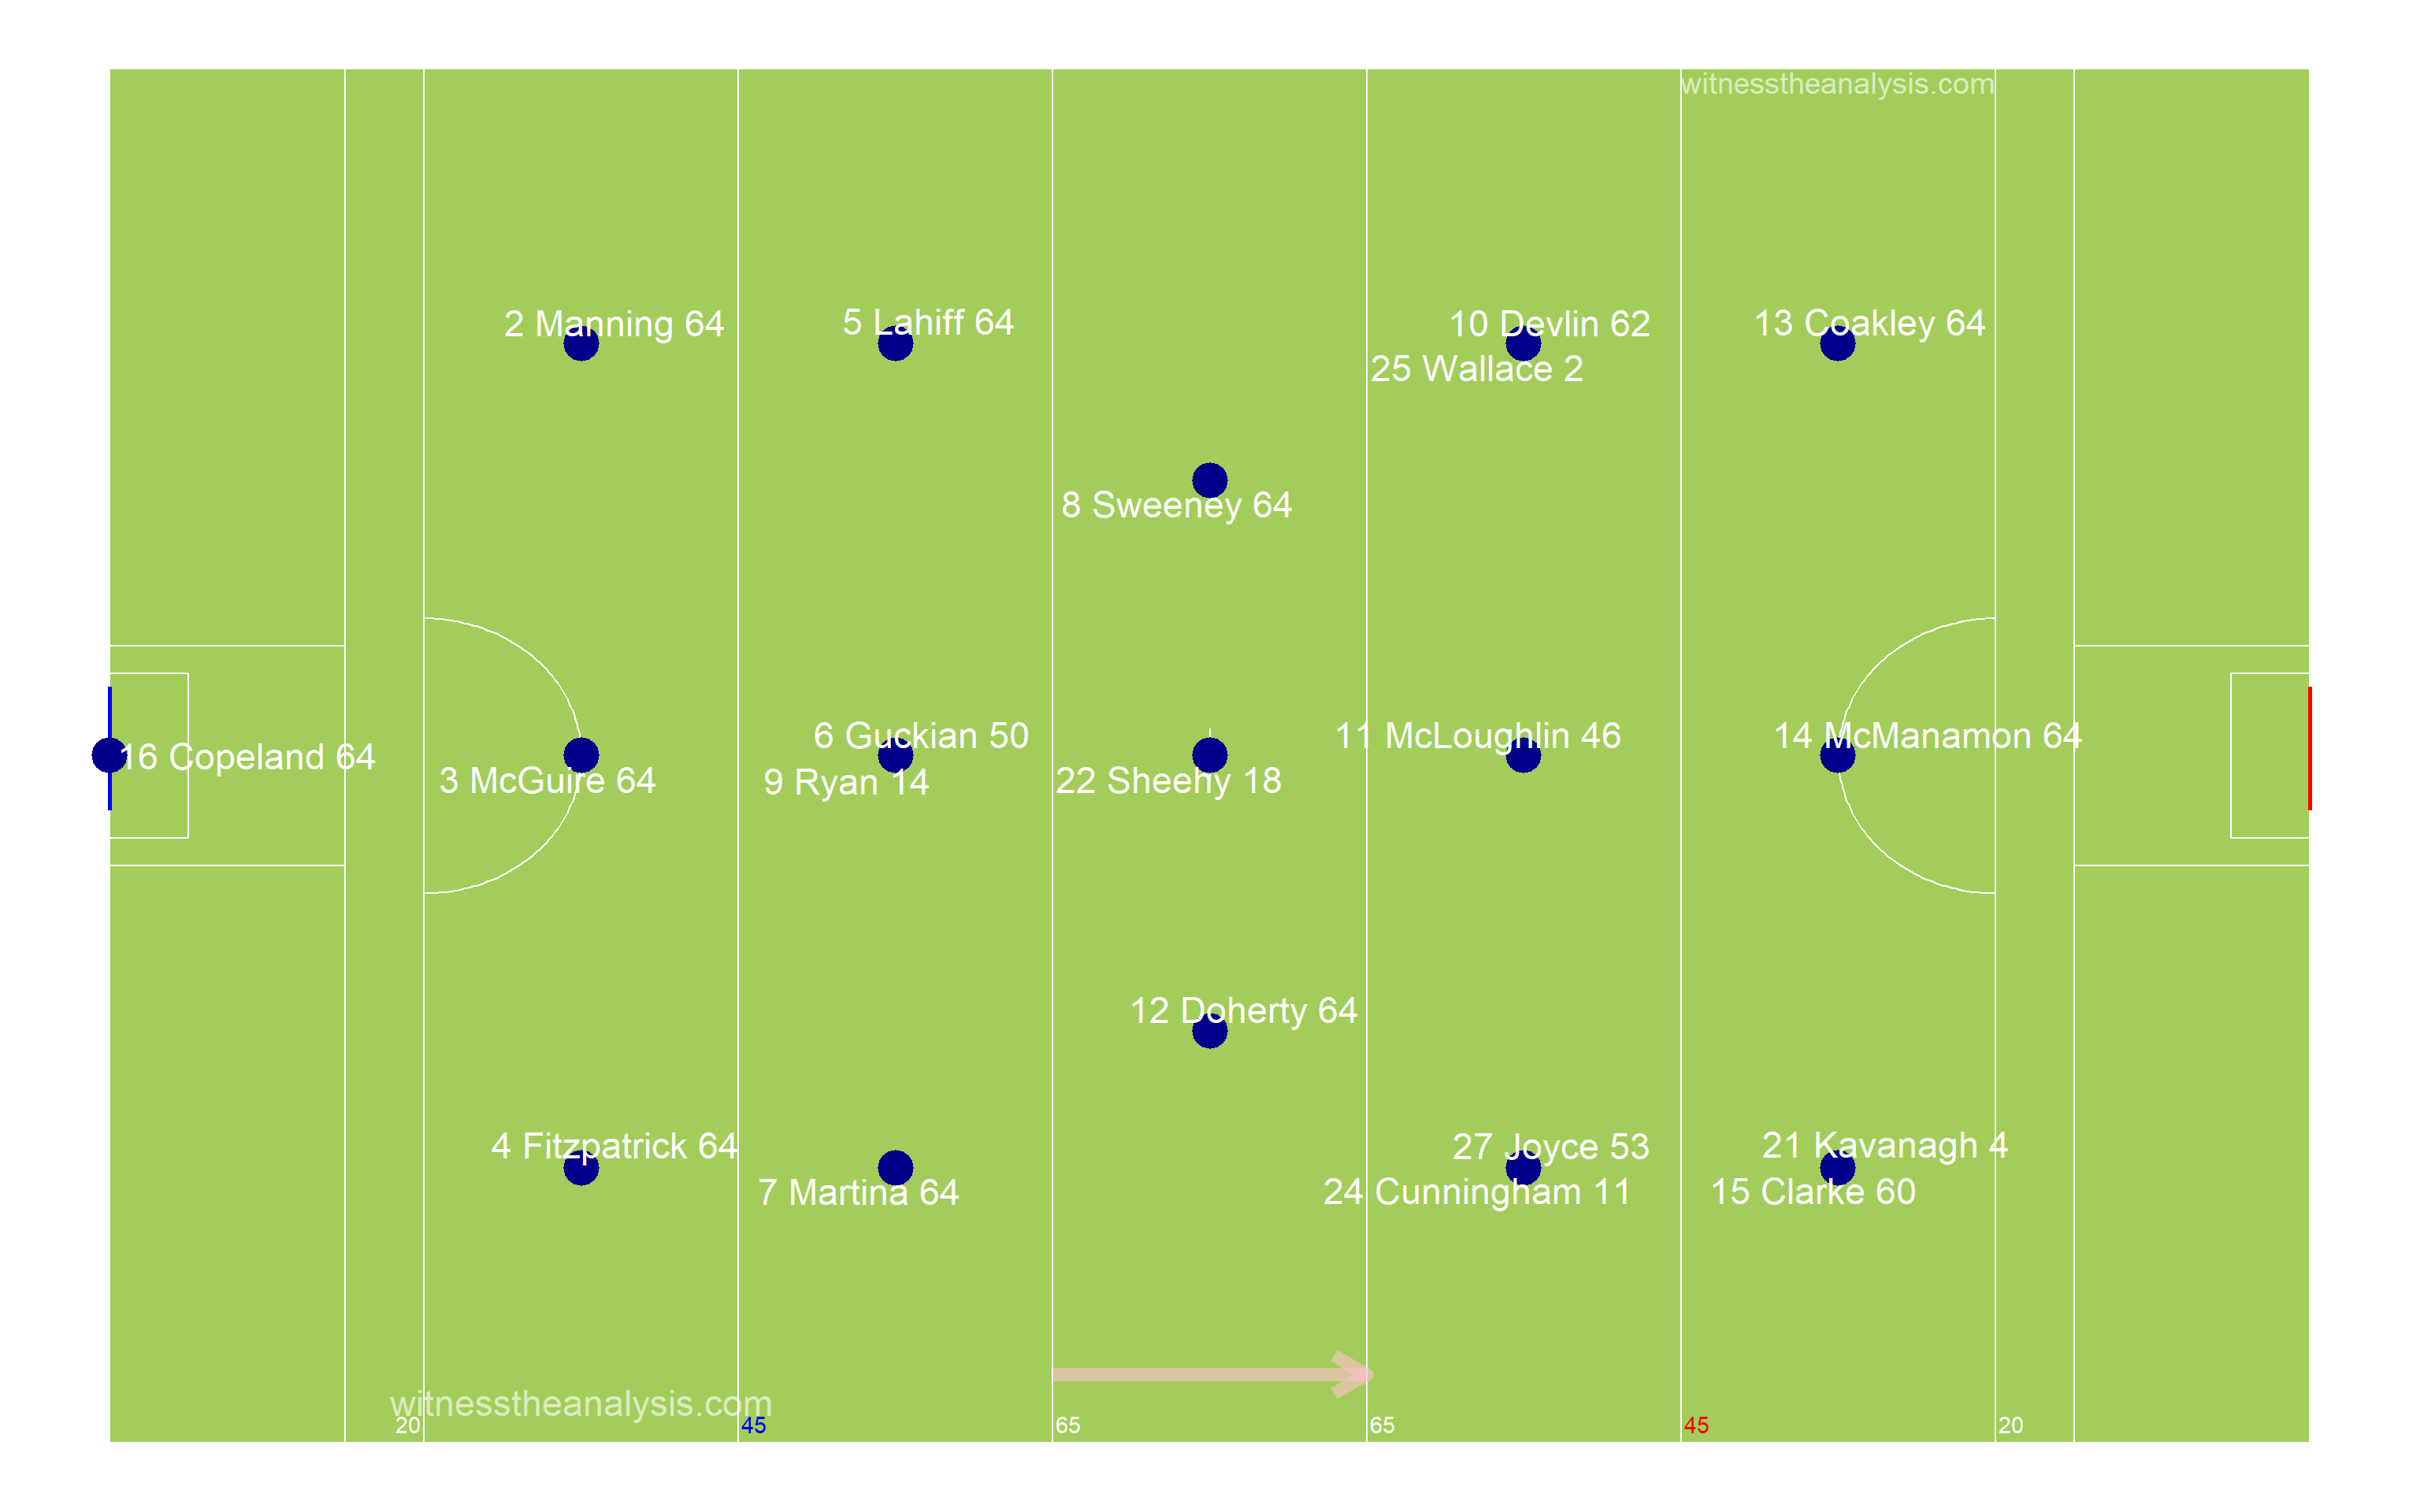 witnesstheanalysis.com
2 Manning 64
5 Lahiff 64
10 Devlin 62
13 Coakley 64
25 Wallace 2
8 Sweeney 64
6 Guckian 50
11 McLoughlin 46
14 McManamon 64
16 Copeland 64
3 McGuire 64
9 Ryan 14
22 Sheehy 18
12 Doherty 64
4 Fitzpatrick 64
27 Joyce 53
21 Kavanagh 4
7 Martina 64
24 Cunningham 11
15 Clarke 60
witnesstheanalysis.com
20
45
65
65
45
20